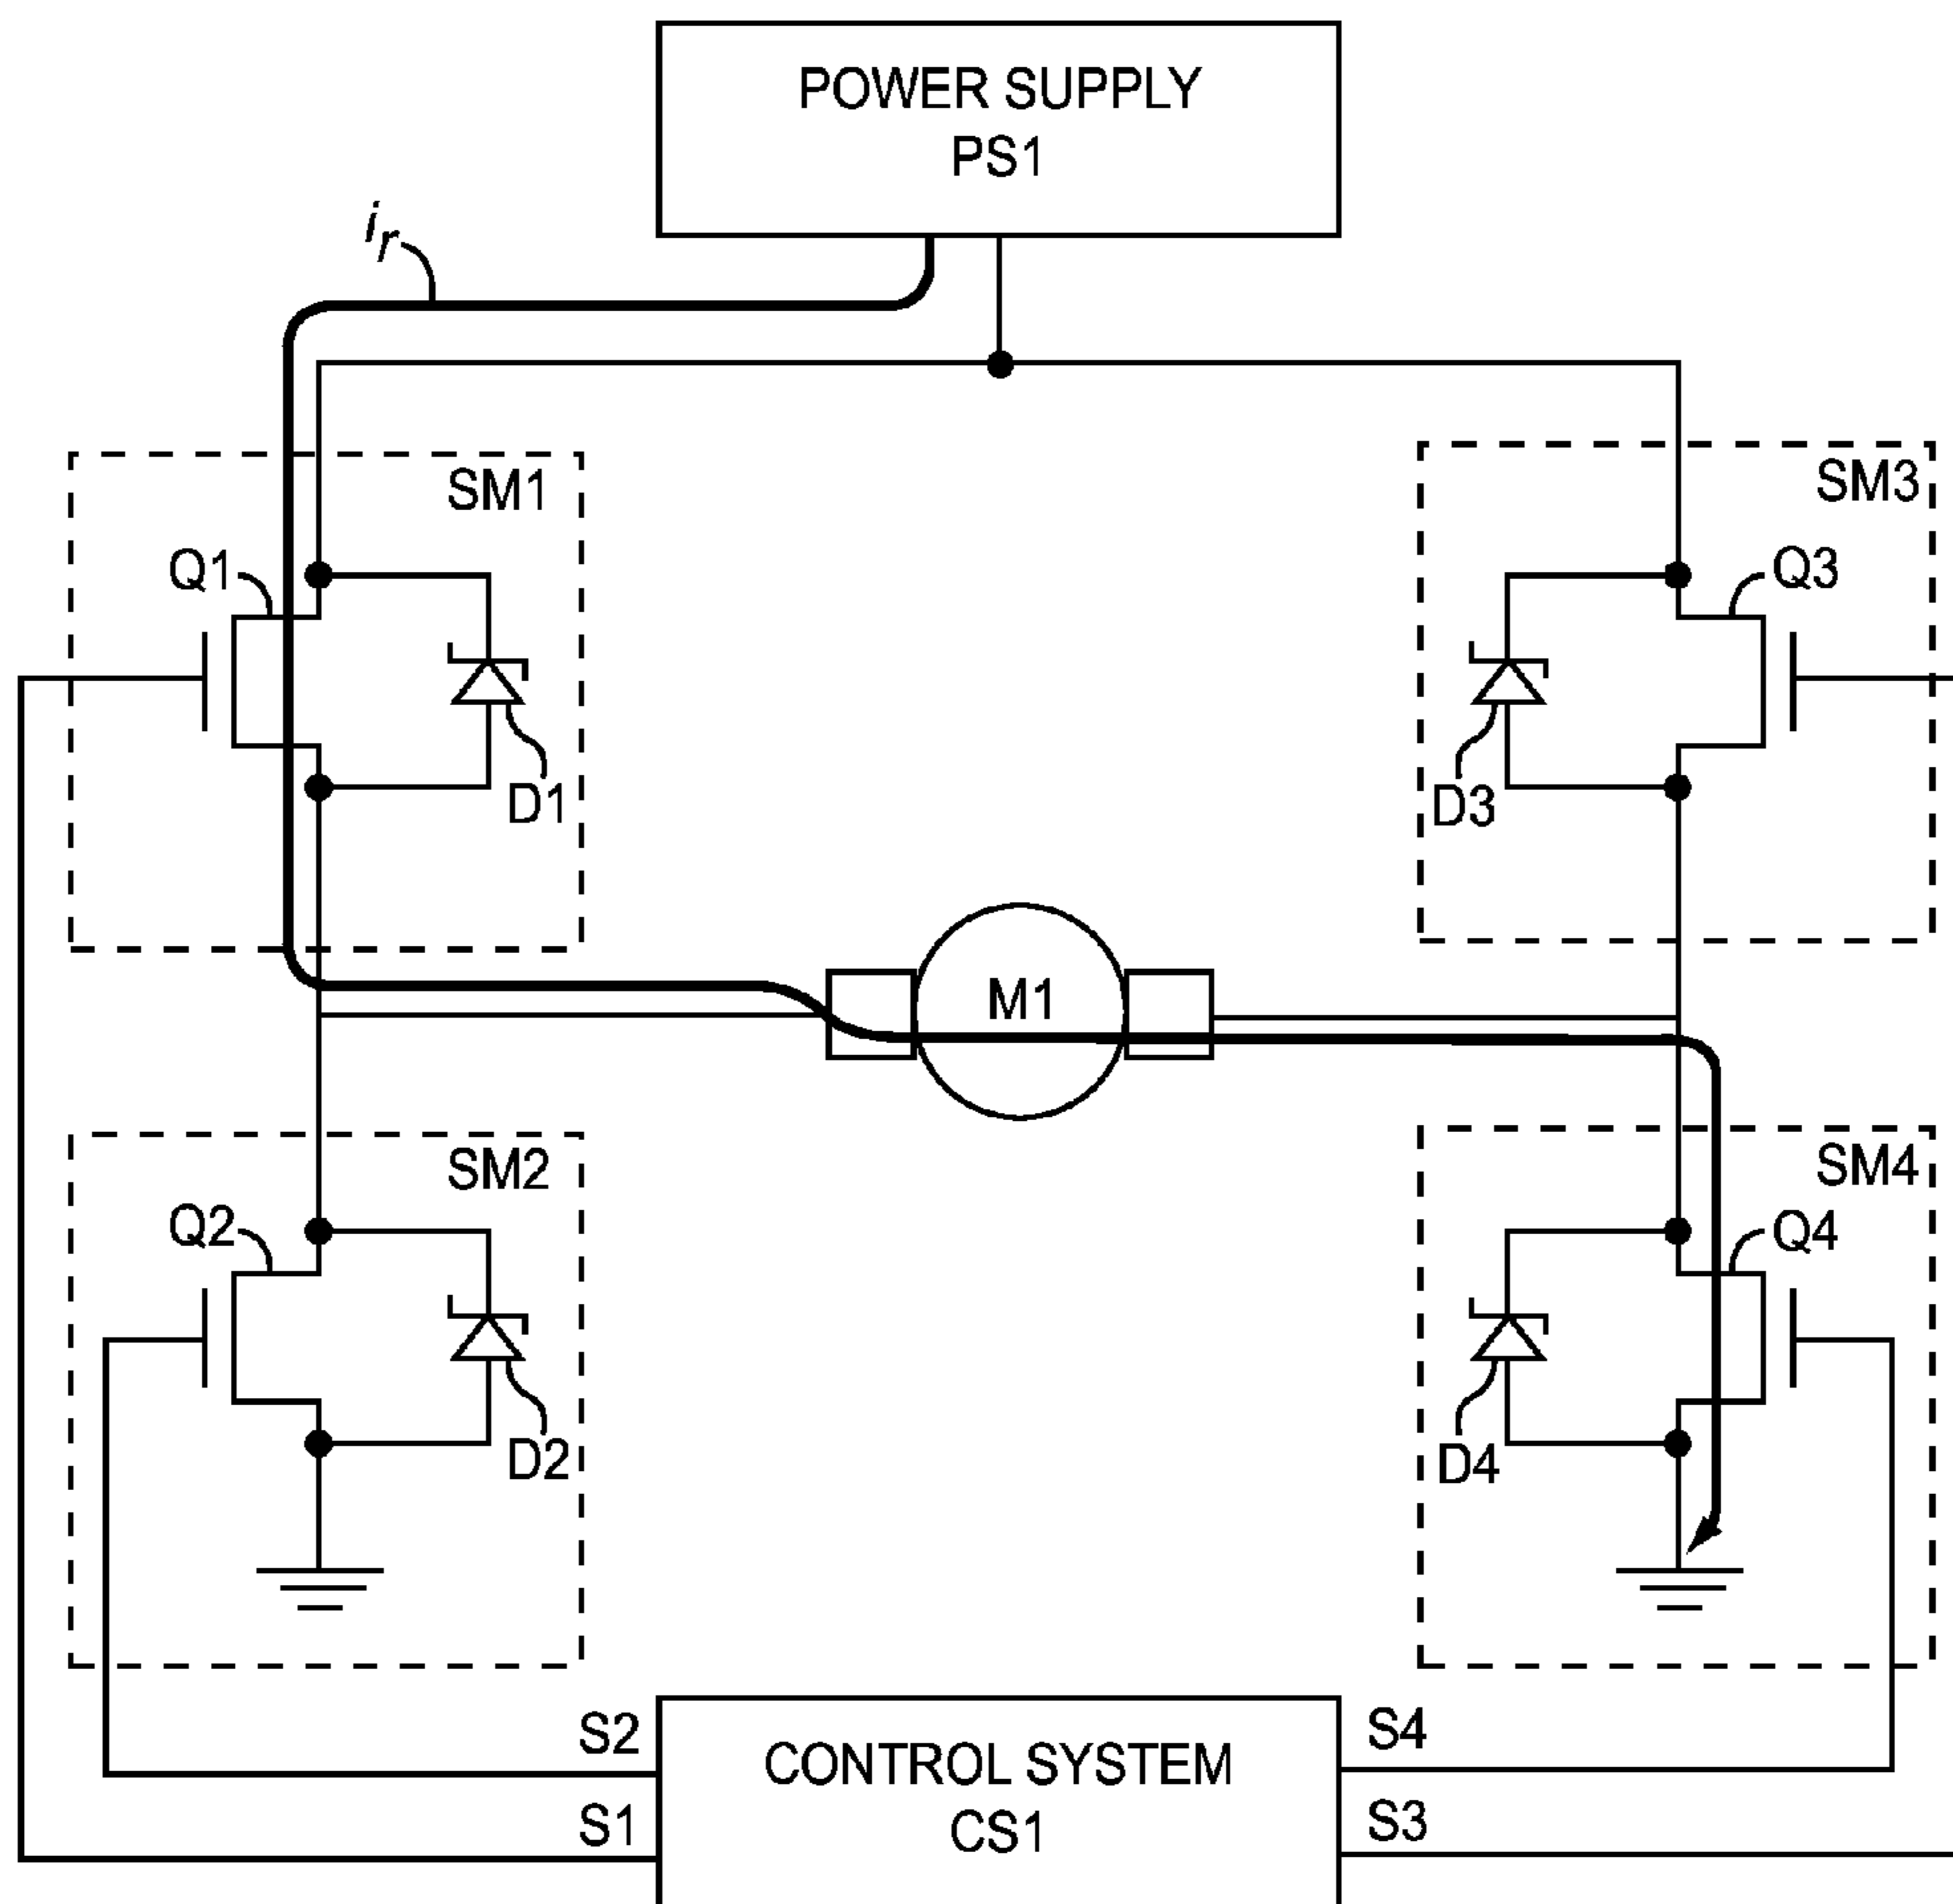 POWER SUPPLY
PS1
ir
SM1
SM3
Q1
Q3
D1
D3
M1
SM2
SM4
Q2
Q4
D2
D4
S2
S4
CONTROL SYSTEM
CS1
S1
S3